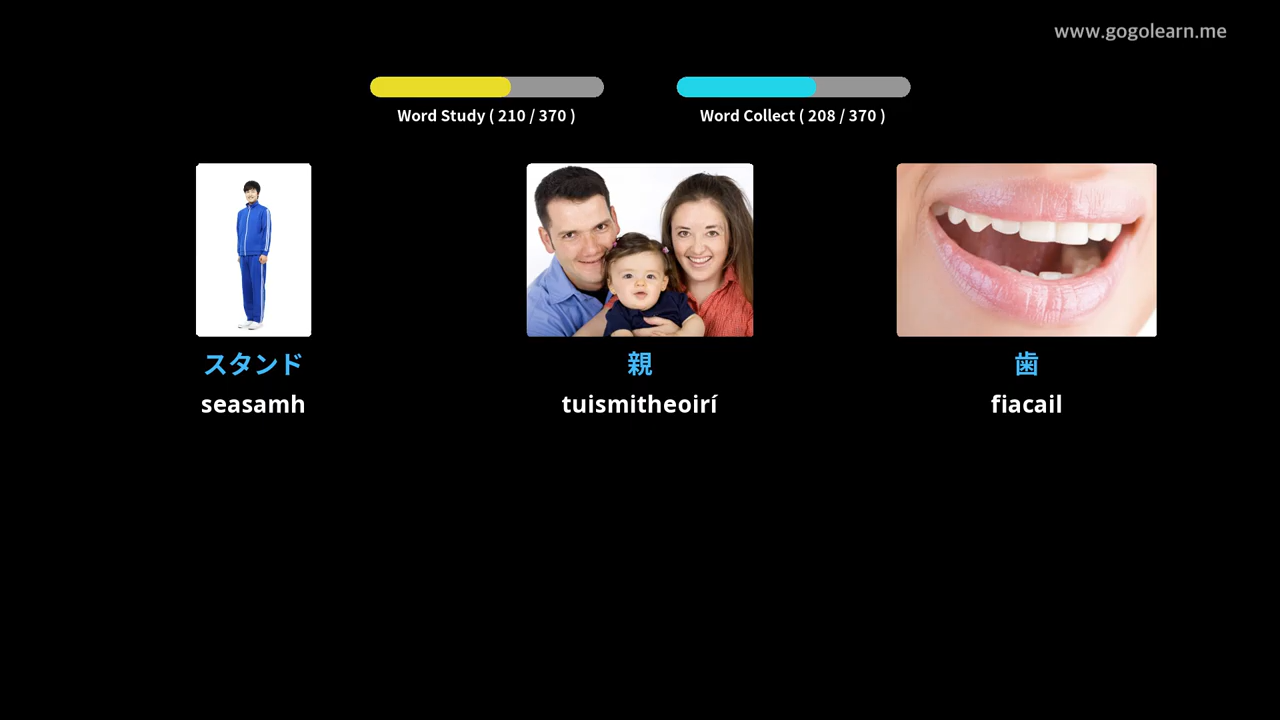 www.gogolearn.me
Word Study ( 210 / 370 )
Word Collect ( 208 / 370 )
スタンド
親
歯
seasamh
tuismitheoirí
fiacail